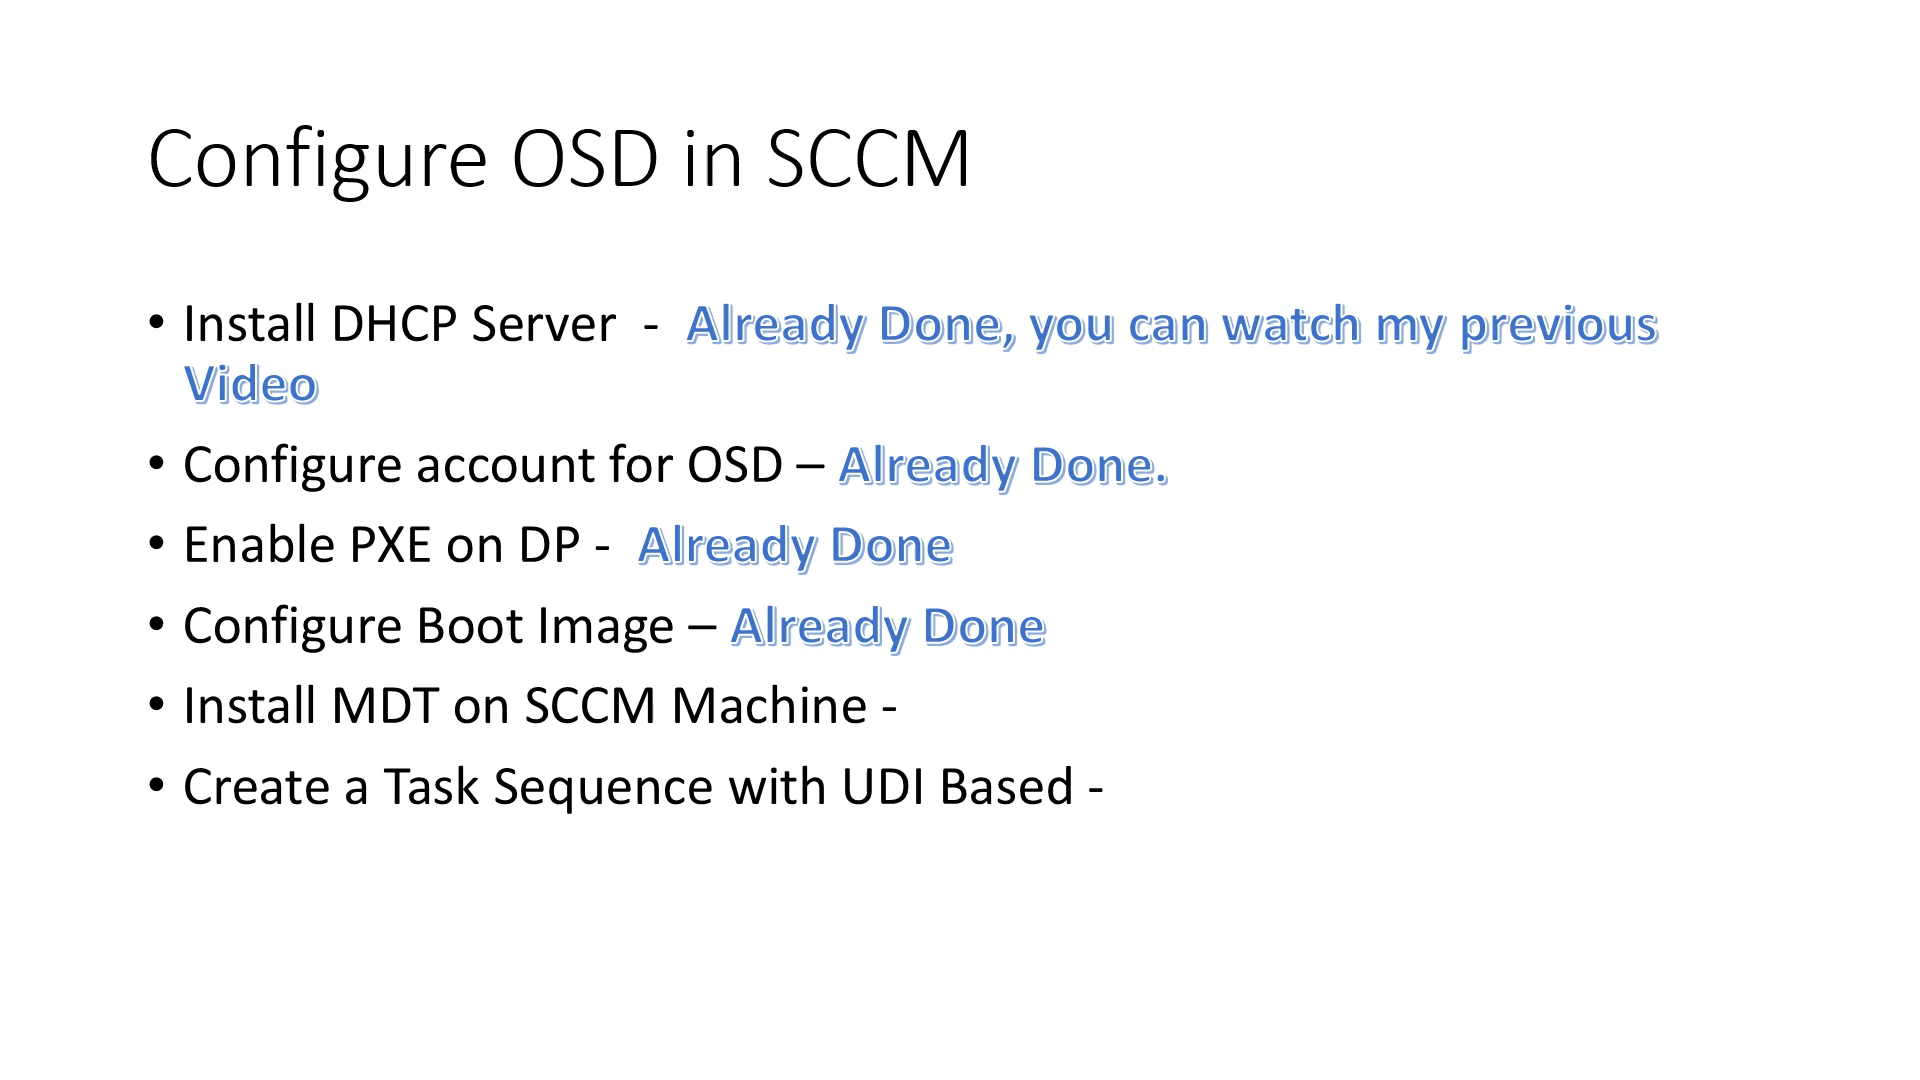 Configure OSD in SCCM
• Install DHCP Server - Already Done, you can watch my previous
Video
• Configure account for OSD – Already Done.
• Enable PXE on DP - Already Done
• Configure Boot Image – Already Done
• Install MDT on SCCM Machine -
• Create a Task Sequence with UDI Based -